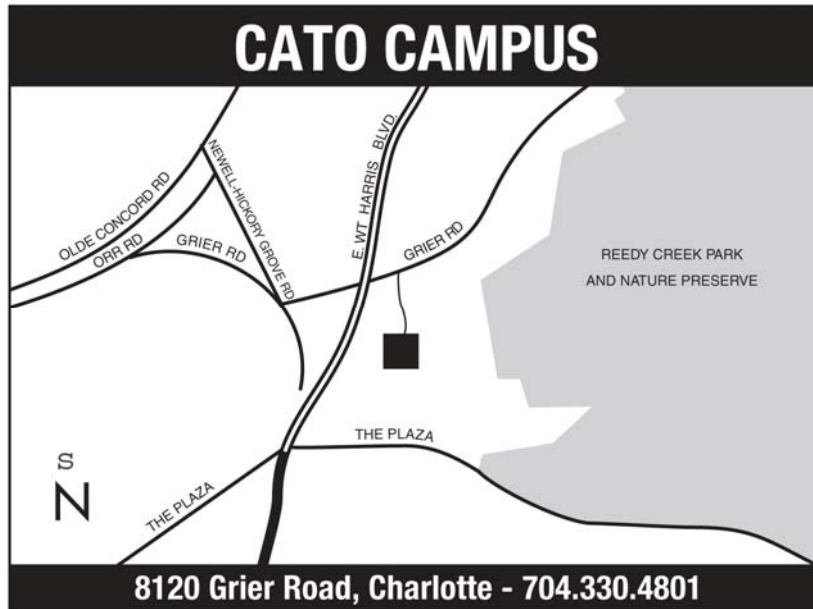 CATO CAMPUS
OLDE CONCORD RD
ORR RD
GRIER RD
NEWELL-HICKORY GROVE RD
E. WT HARRIS BLVD.
GRIER RD
REEDY CREEK PARK
AND NATURE PRESERVE
THE PLAZA
THE PLAZA
S
N
8120 Grier Road, Charlotte - 704.330.4801